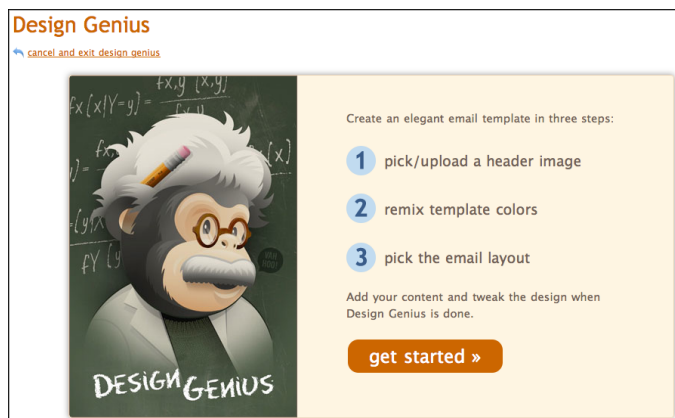 Design Genius
cancel and exit design genius
fx,y (x,y)
fx(x|Y=y) =
Create an elegant email template in three steps:
1 pick/upload a header image
2 remix template colors
3 pick the email layout
Add your content and tweak the design when
Design Genius is done.
get started »
DESIGN GENIUS